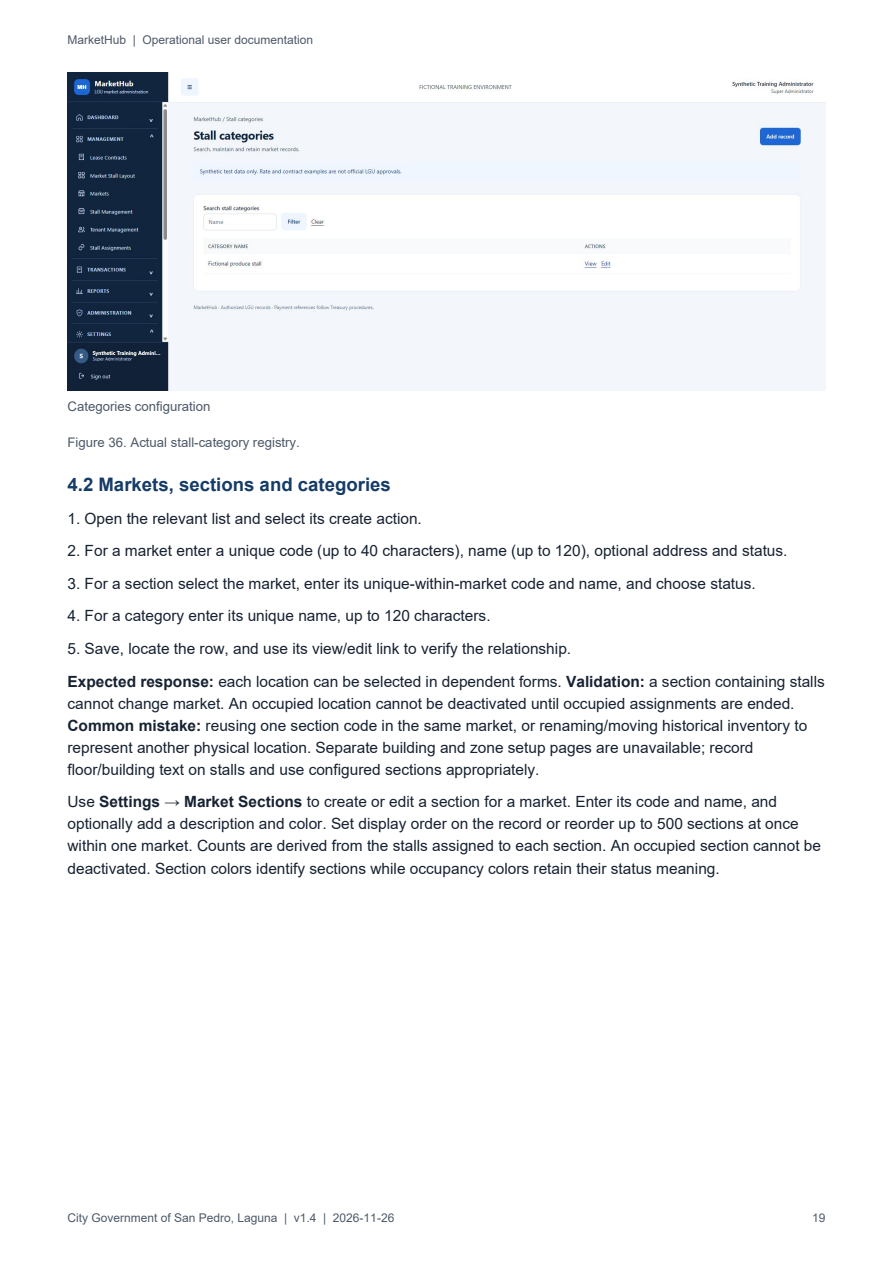 MarketHub | Operational user documentation
MH MarketHub
LGU market administration
≡
FICTIONAL TRAINING ENVIRONMENT
Synthetic Training Administrator
Super Administrator
DASHBOARD
MANAGEMENT
Lease Contracts
Market Stall Layout
Markets
Stall Management
Tenant Management
Stall Assignments
TRANSACTIONS
REPORTS
ADMINISTRATION
SETTINGS
S Synthetic Training Admini...
Super Administrator
Sign out
MarketHub / Stall categories
Stall categories
Search, maintain and retain market records.
Add record
Synthetic test data only. Rate and contract examples are not official LGU approvals.
Search stall categories
Name Filter Clear
CATEGORY NAME ACTIONS
Fictional produce stall View Edit
MarketHub · Authorized LGU records · Payment references follow Treasury procedures.
Categories configuration
Figure 36. Actual stall-category registry.
4.2 Markets, sections and categories
1. Open the relevant list and select its create action.
2. For a market enter a unique code (up to 40 characters), name (up to 120), optional address and status.
3. For a section select the market, enter its unique-within-market code and name, and choose status.
4. For a category enter its unique name, up to 120 characters.
5. Save, locate the row, and use its view/edit link to verify the relationship.
Expected response: each location can be selected in dependent forms. Validation: a section containing stalls
cannot change market. An occupied location cannot be deactivated until occupied assignments are ended.
Common mistake: reusing one section code in the same market, or renaming/moving historical inventory to
represent another physical location. Separate building and zone setup pages are unavailable; record
floor/building text on stalls and use configured sections appropriately.
Use Settings → Market Sections to create or edit a section for a market. Enter its code and name, and
optionally add a description and color. Set display order on the record or reorder up to 500 sections at once
within one market. Counts are derived from the stalls assigned to each section. An occupied section cannot be
deactivated. Section colors identify sections while occupancy colors retain their status meaning.
City Government of San Pedro, Laguna | v1.4 | 2026-11-26
19